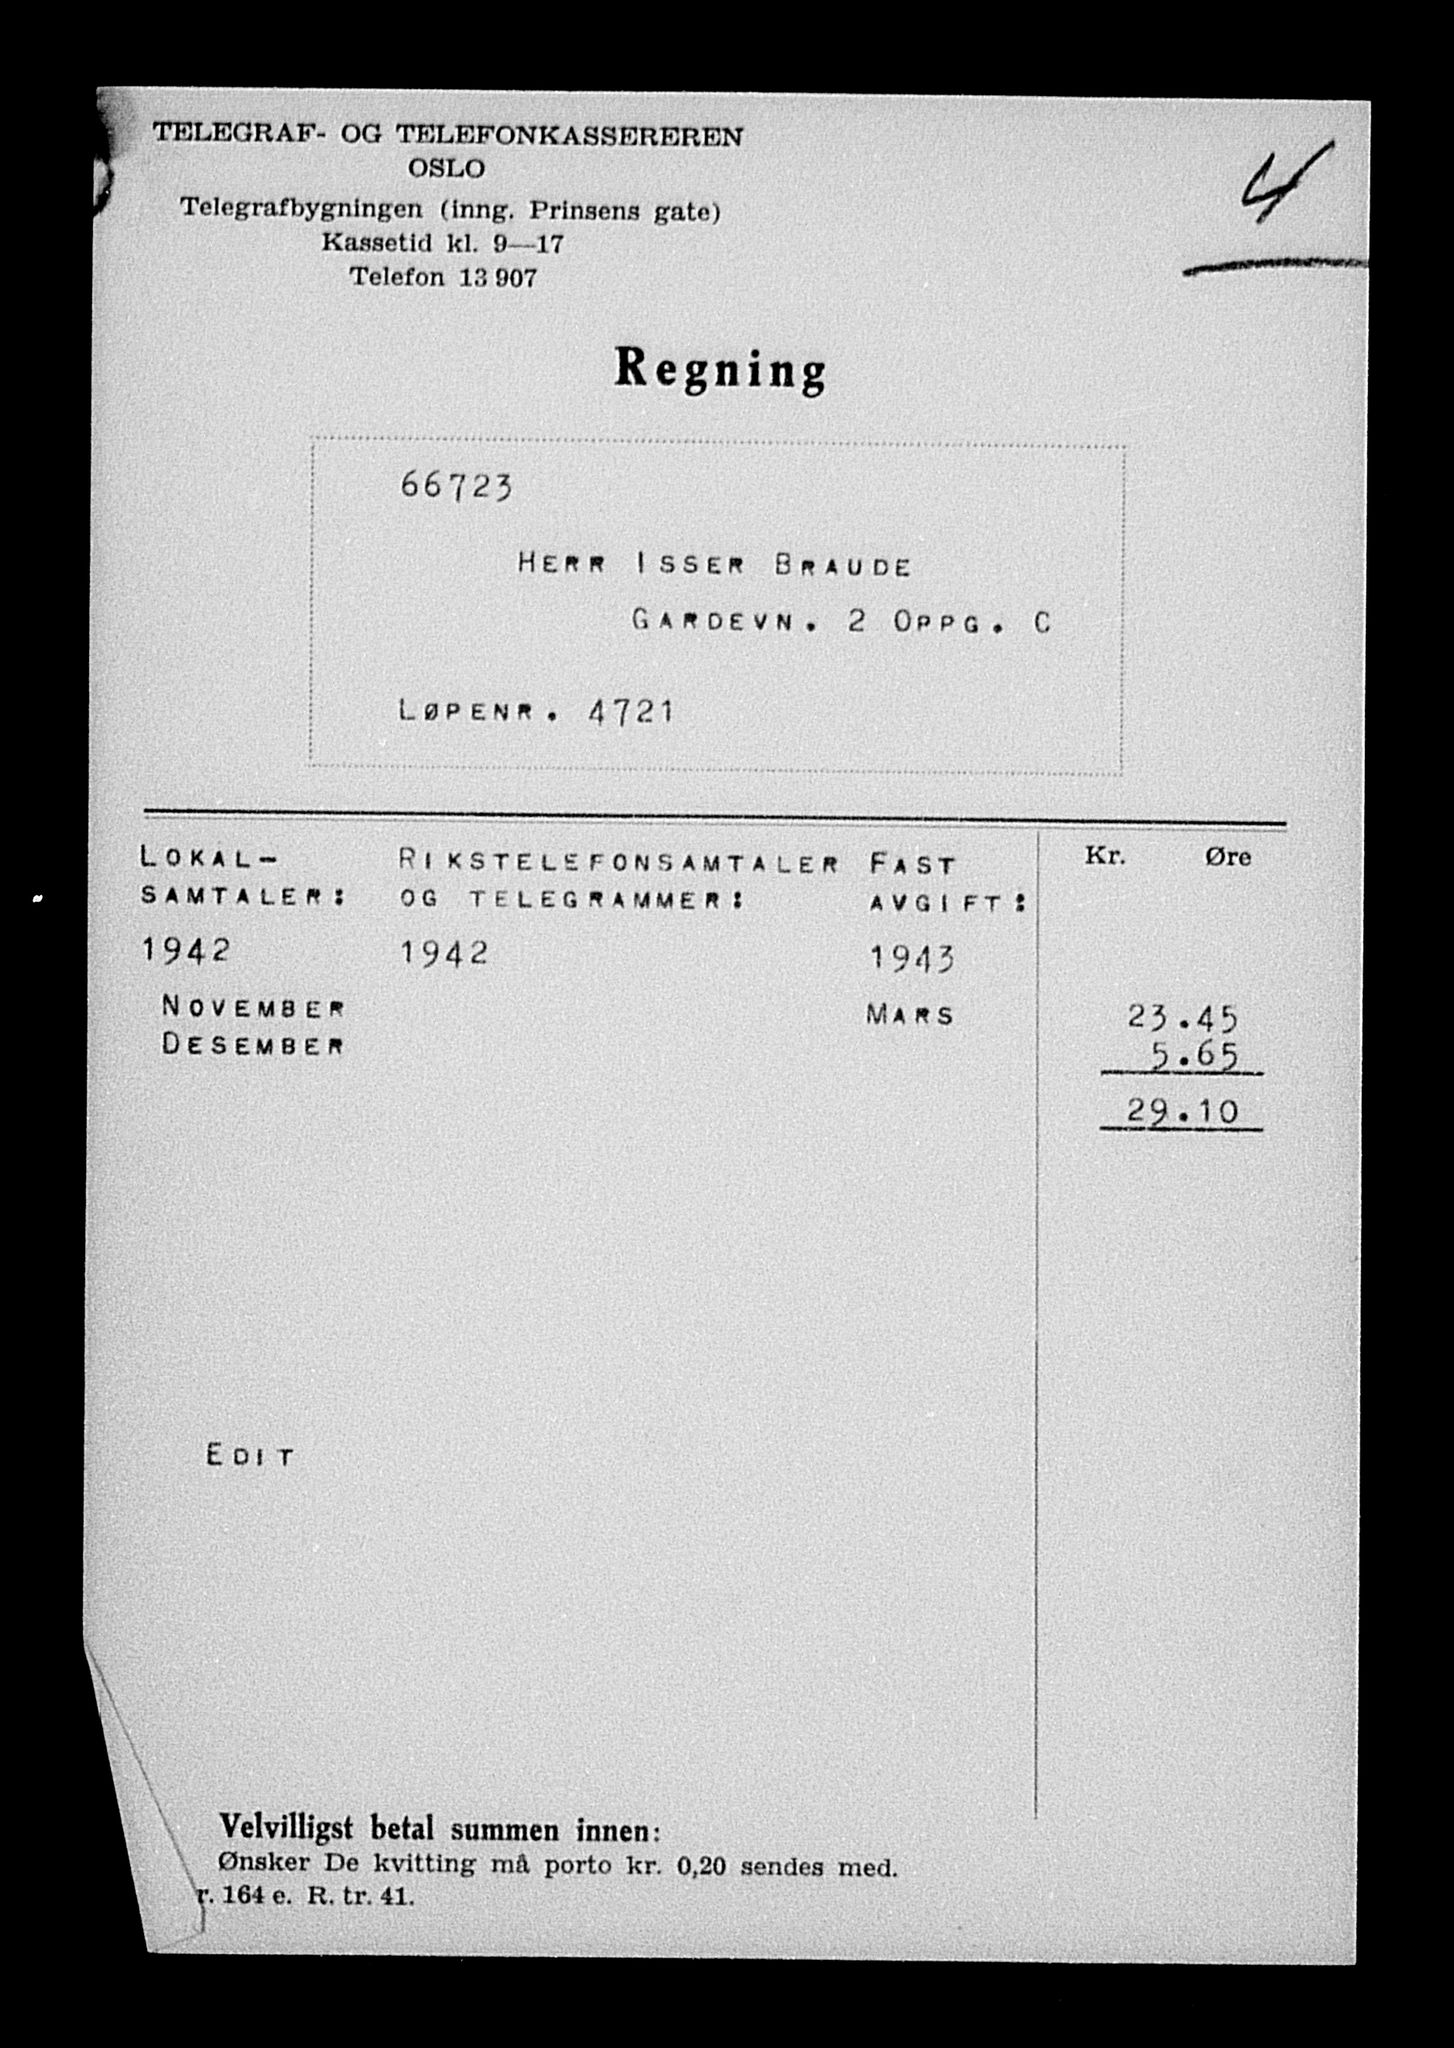 TELEGRAF- OG TELEFONKASSEREREN
OSLO
Telegrafbygningen (inng. Prinsens gate)
Kassetid kl. 9—17
Telefon 13 907
4
Regning
66723
HERR ISSER BRAUDE
GARDEVN. 2 OPPG. C
LØPENR. 4721
LOKAL- RIKSTELEFONSAMTALER FAST Kr. Øre
SAMTALER: OG TELEGRAMMER: AVGIFT:
1942 1942 1943
NOVEMBER MARS 23.45
DESEMBER 5.65
29.10
EDIT
Velvilligst betal summen innen:
Ønsker De kvitting må porto kr. 0,20 sendes med.
r. 164 e. R. tr. 41.